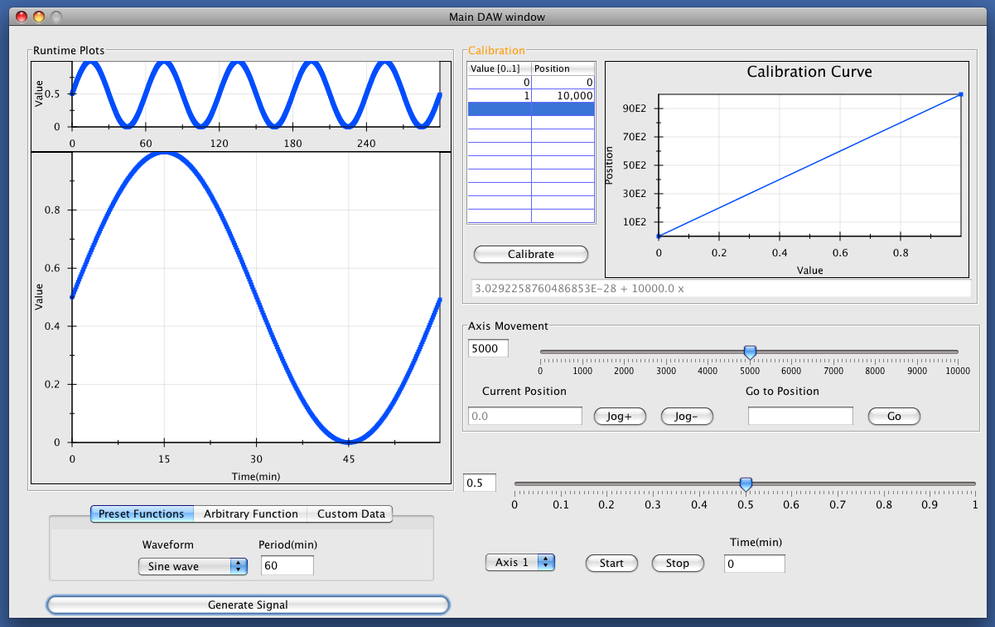 Main DAW window
Runtime Plots
Value
0.5
0
0 60 120 180 240
Value
0.8
0.6
0.4
0.2
0
0 15 30 45
Time(min)
Preset Functions Arbitrary Function Custom Data
Waveform Period(min)
Sine wave 60
Generate Signal
Calibration
Value [0..1] Position
0 0
1 10,000
Calibrate
Calibration Curve
Position
90E2
70E2
50E2
30E2
10E2
0 0.2 0.4 0.6 0.8
Value
3.0292258760486853E-28 + 10000.0 x
Axis Movement
5000
0 1000 2000 3000 4000 5000 6000 7000 8000 9000 10000
Current Position Go to Position
0.0 Jog+ Jog- Go
0.5
0 0.1 0.2 0.3 0.4 0.5 0.6 0.7 0.8 0.9 1
Time(min)
Axis 1 Start Stop 0